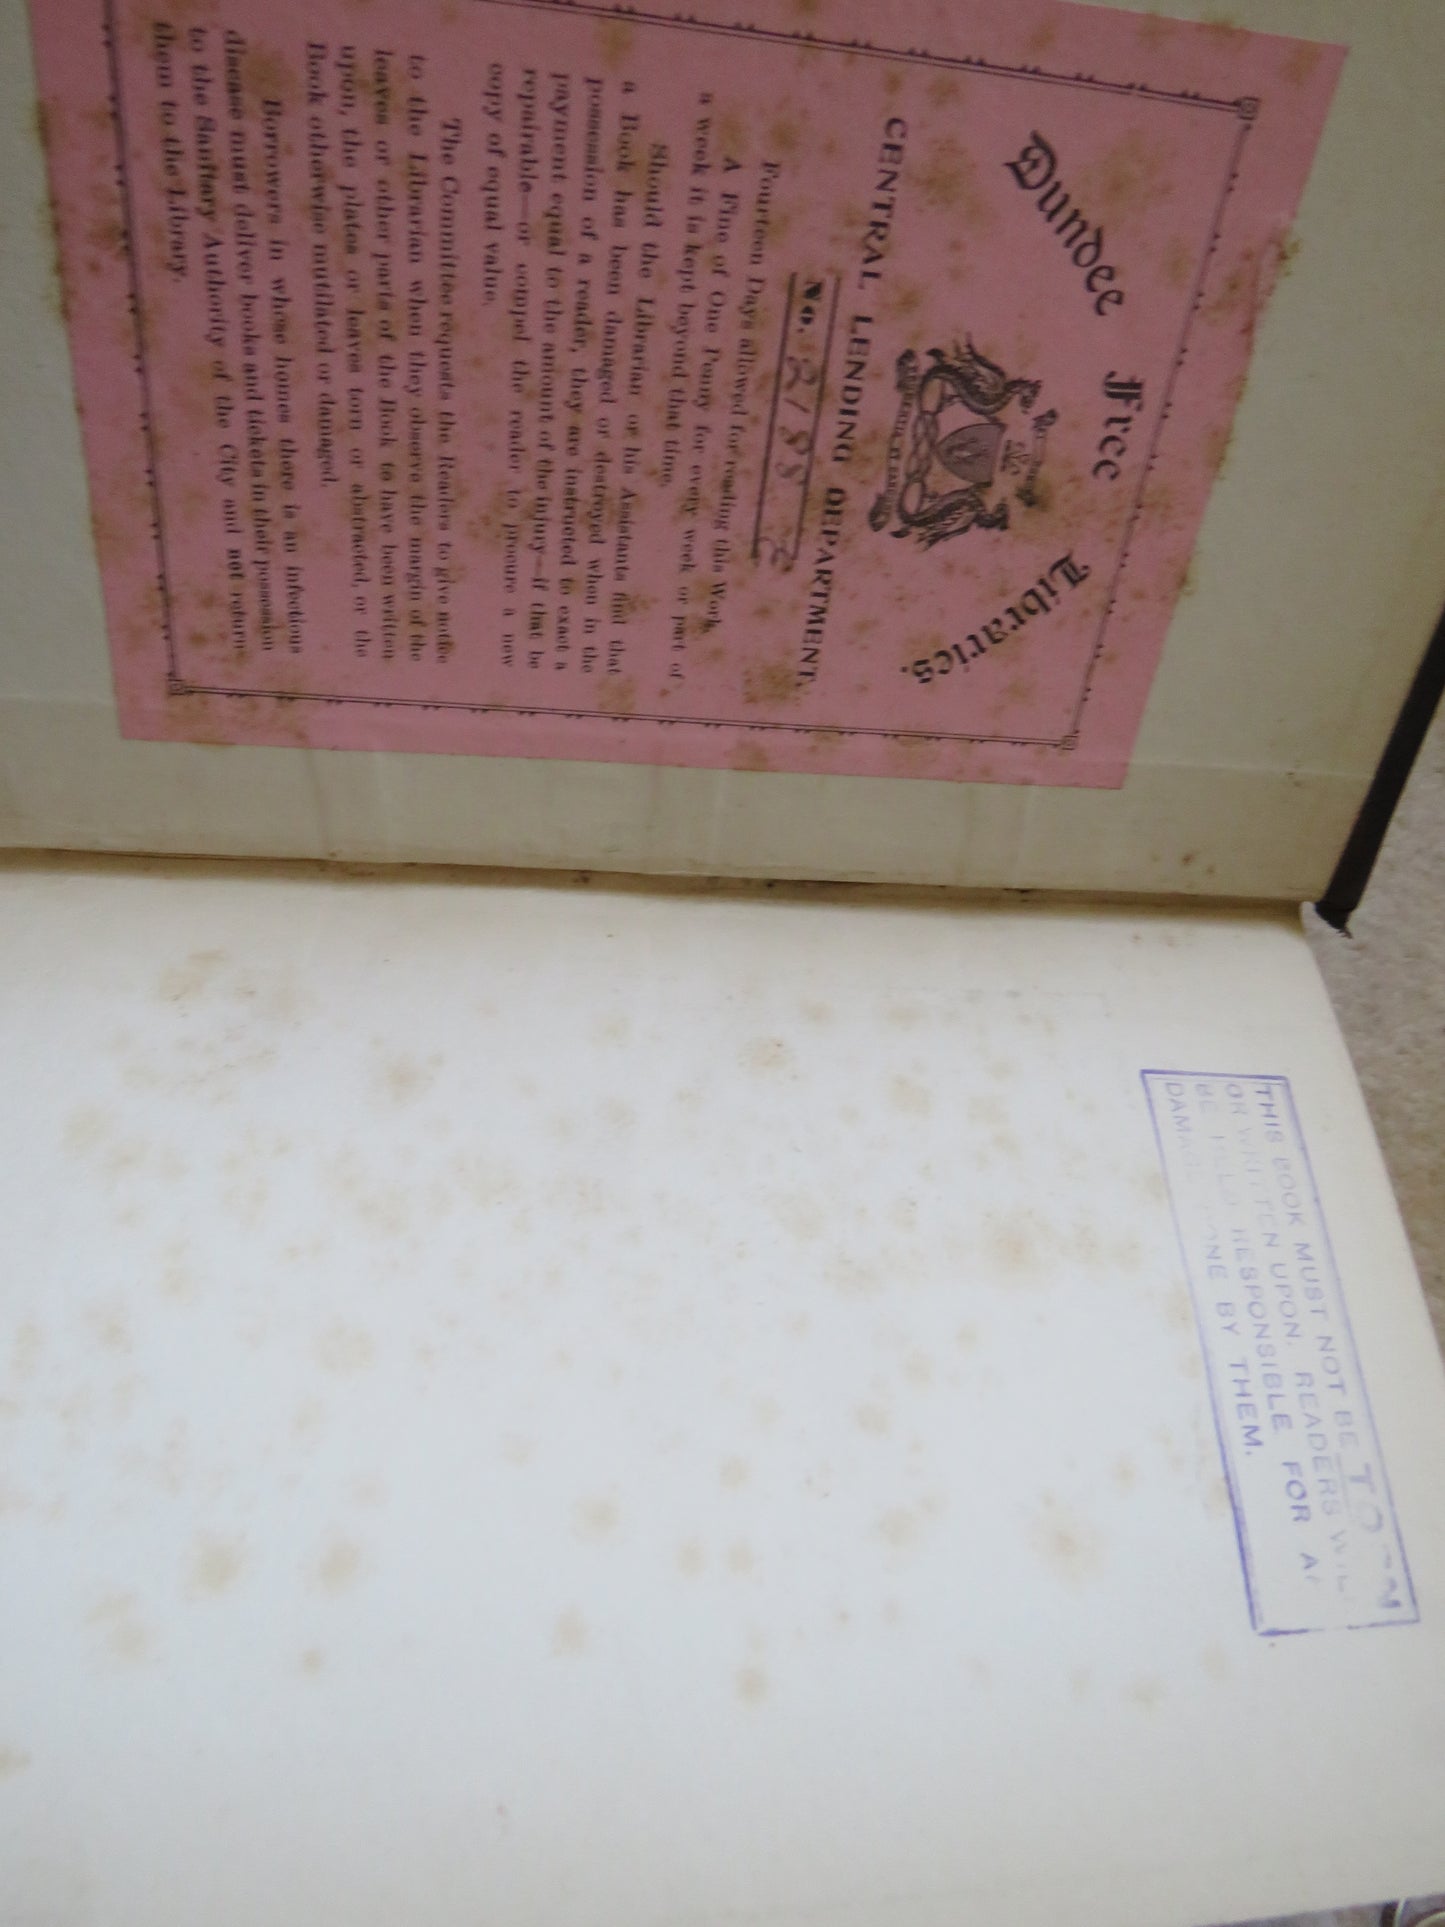 Dundee Free Libraries.
CENTRAL LENDING DEPARTMENT.
No. 2188
Fourteen Days allowed for reading this Work.
A Fine of One Penny for every week or part of
a week it is kept beyond that time.
Should the Librarian or his Assistants find that
a Book has been damaged or destroyed when in the
possession of a reader, they are instructed to exact a
payment equal to the amount of the injury—if that be
repairable—or compel the reader to procure a new
copy of equal value.
The Committee requests the Readers to give notice
to the Librarian when they observe the margin of the
leaves or other parts of the Book to have been written
upon, the plates or leaves torn or abstracted, or the
Book otherwise mutilated or damaged.
Borrowers in whose homes there is an infectious
disease must deliver books and tickets in their possession
to the Sanitary Authority of the City and not return
them to the Library.
THIS BOOK MUST NOT BE TORN
OR WRITTEN UPON. READERS WILL
BE HELD RESPONSIBLE FOR
DAMAGE DONE BY THEM.